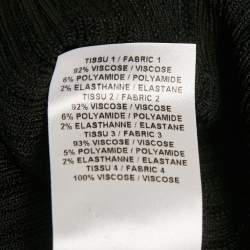 TISSU 1 / FABRIC 1
92% VISCOSE / VISCOSE
6% POLYAMIDE / POLYAMIDE
2% ELASTHANNE / ELASTANE
TISSU 2 / FABRIC 2
92% VISCOSE / VISCOSE
6% POLYAMIDE / POLYAMIDE
2% ELASTHANNE / ELASTANE
TISSU 3 / FABRIC 3
93% VISCOSE / VISCOSE
5% POLYAMIDE / POLYAMIDE
2% ELASTHANNE / ELASTANE
TISSU 4 / FABRIC 4
100% VISCOSE / VISCOSE